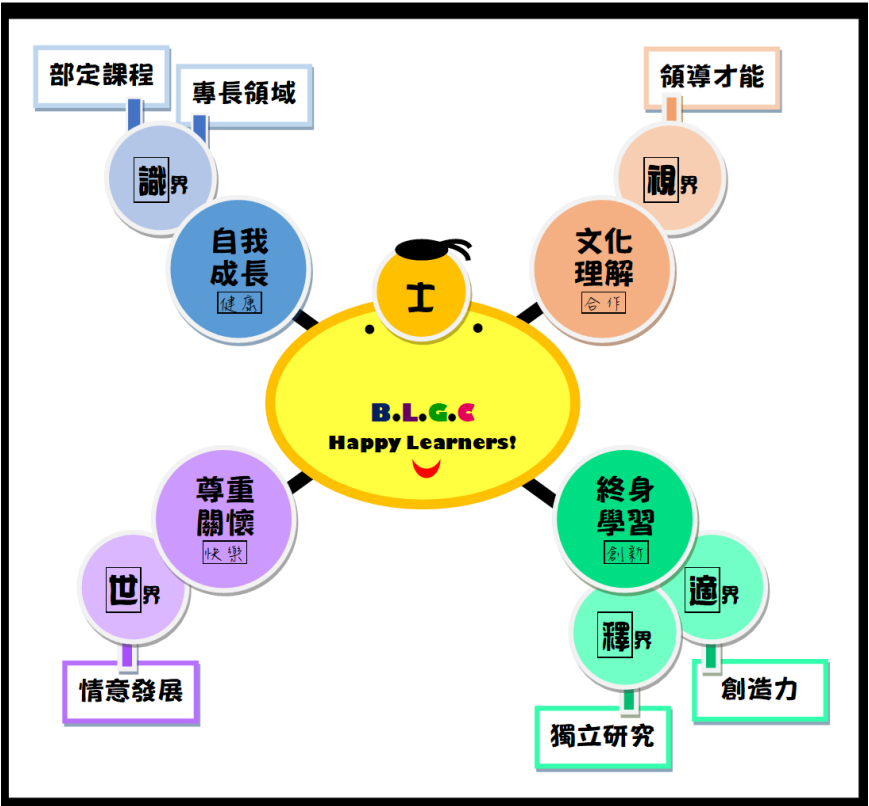 部定課程
專長領域
識界
自我
成長
健康
領導才能
視界
文化
理解
合作
士
B.L.G.C
Happy Learners!
尊重
關懷
快樂
世界
情意發展
終身
學習
創新
適界
釋界
創造力
獨立研究